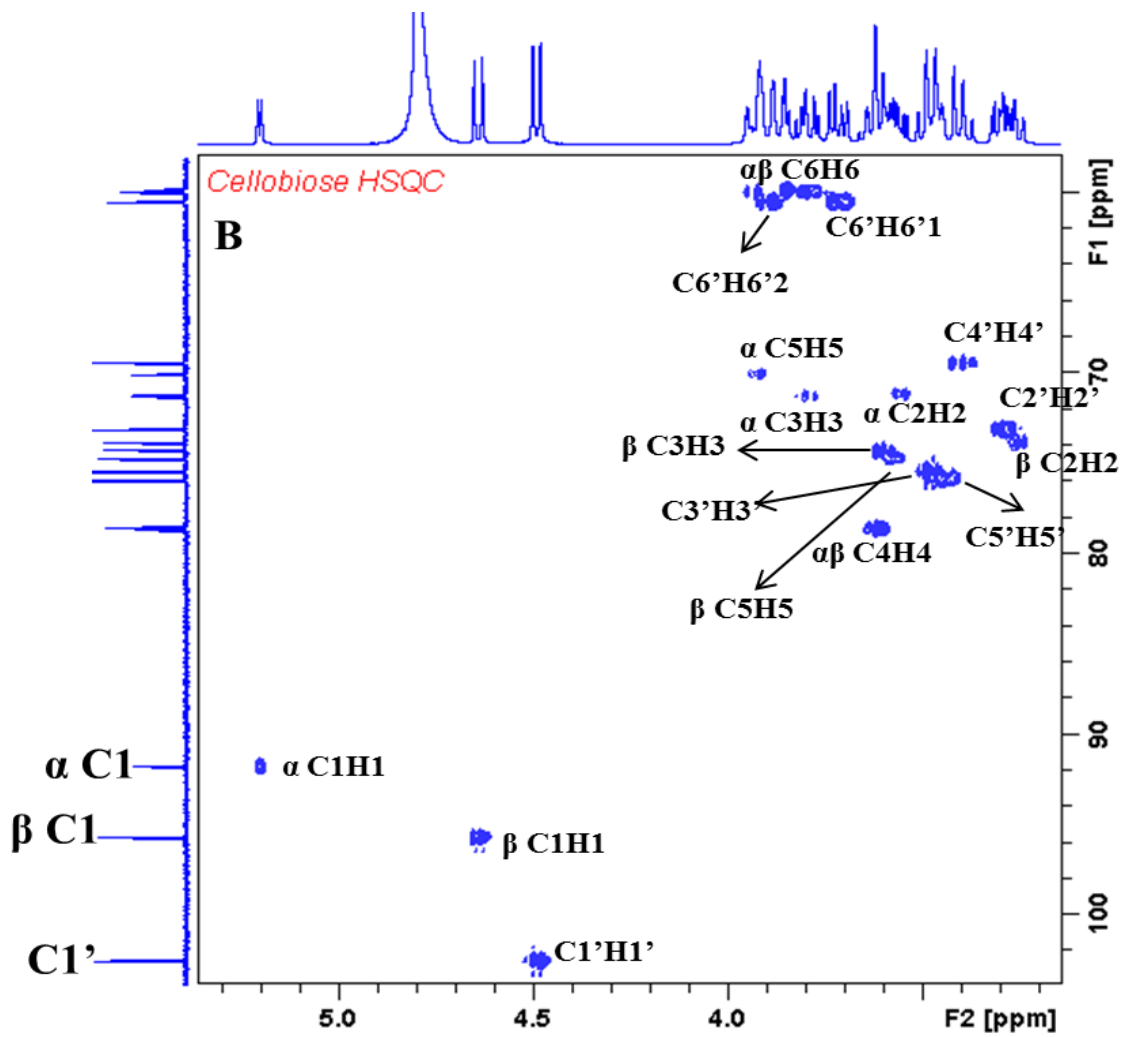 Cellobiose HSQC
B
αβ C6H6
C6’H6’1
C6’H6’2
F1 [ppm]
C4’H4’
α C5H5
70
C2’H2’
α C3H3
α C2H2
β C3H3
β C2H2
C3’H3’
C5’H5’
αβ C4H4
80
β C5H5
90
α C1
α C1H1
β C1
β C1H1
100
C1’
C1’H1’
5.0
4.5
4.0
F2 [ppm]